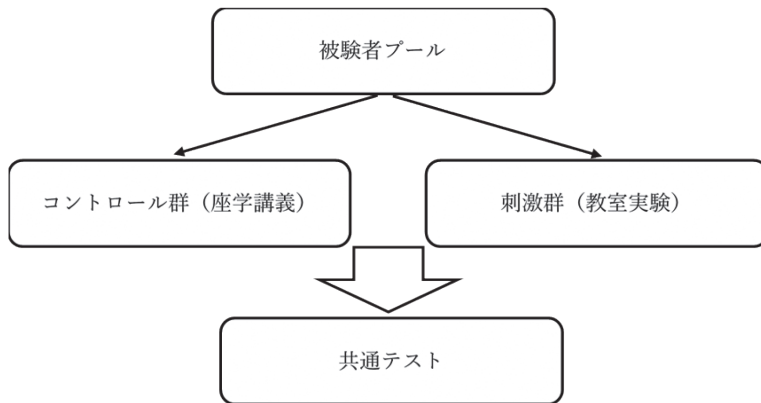 被験者プール
コントロール群（座学講義）
刺激群（教室実験）
共通テスト